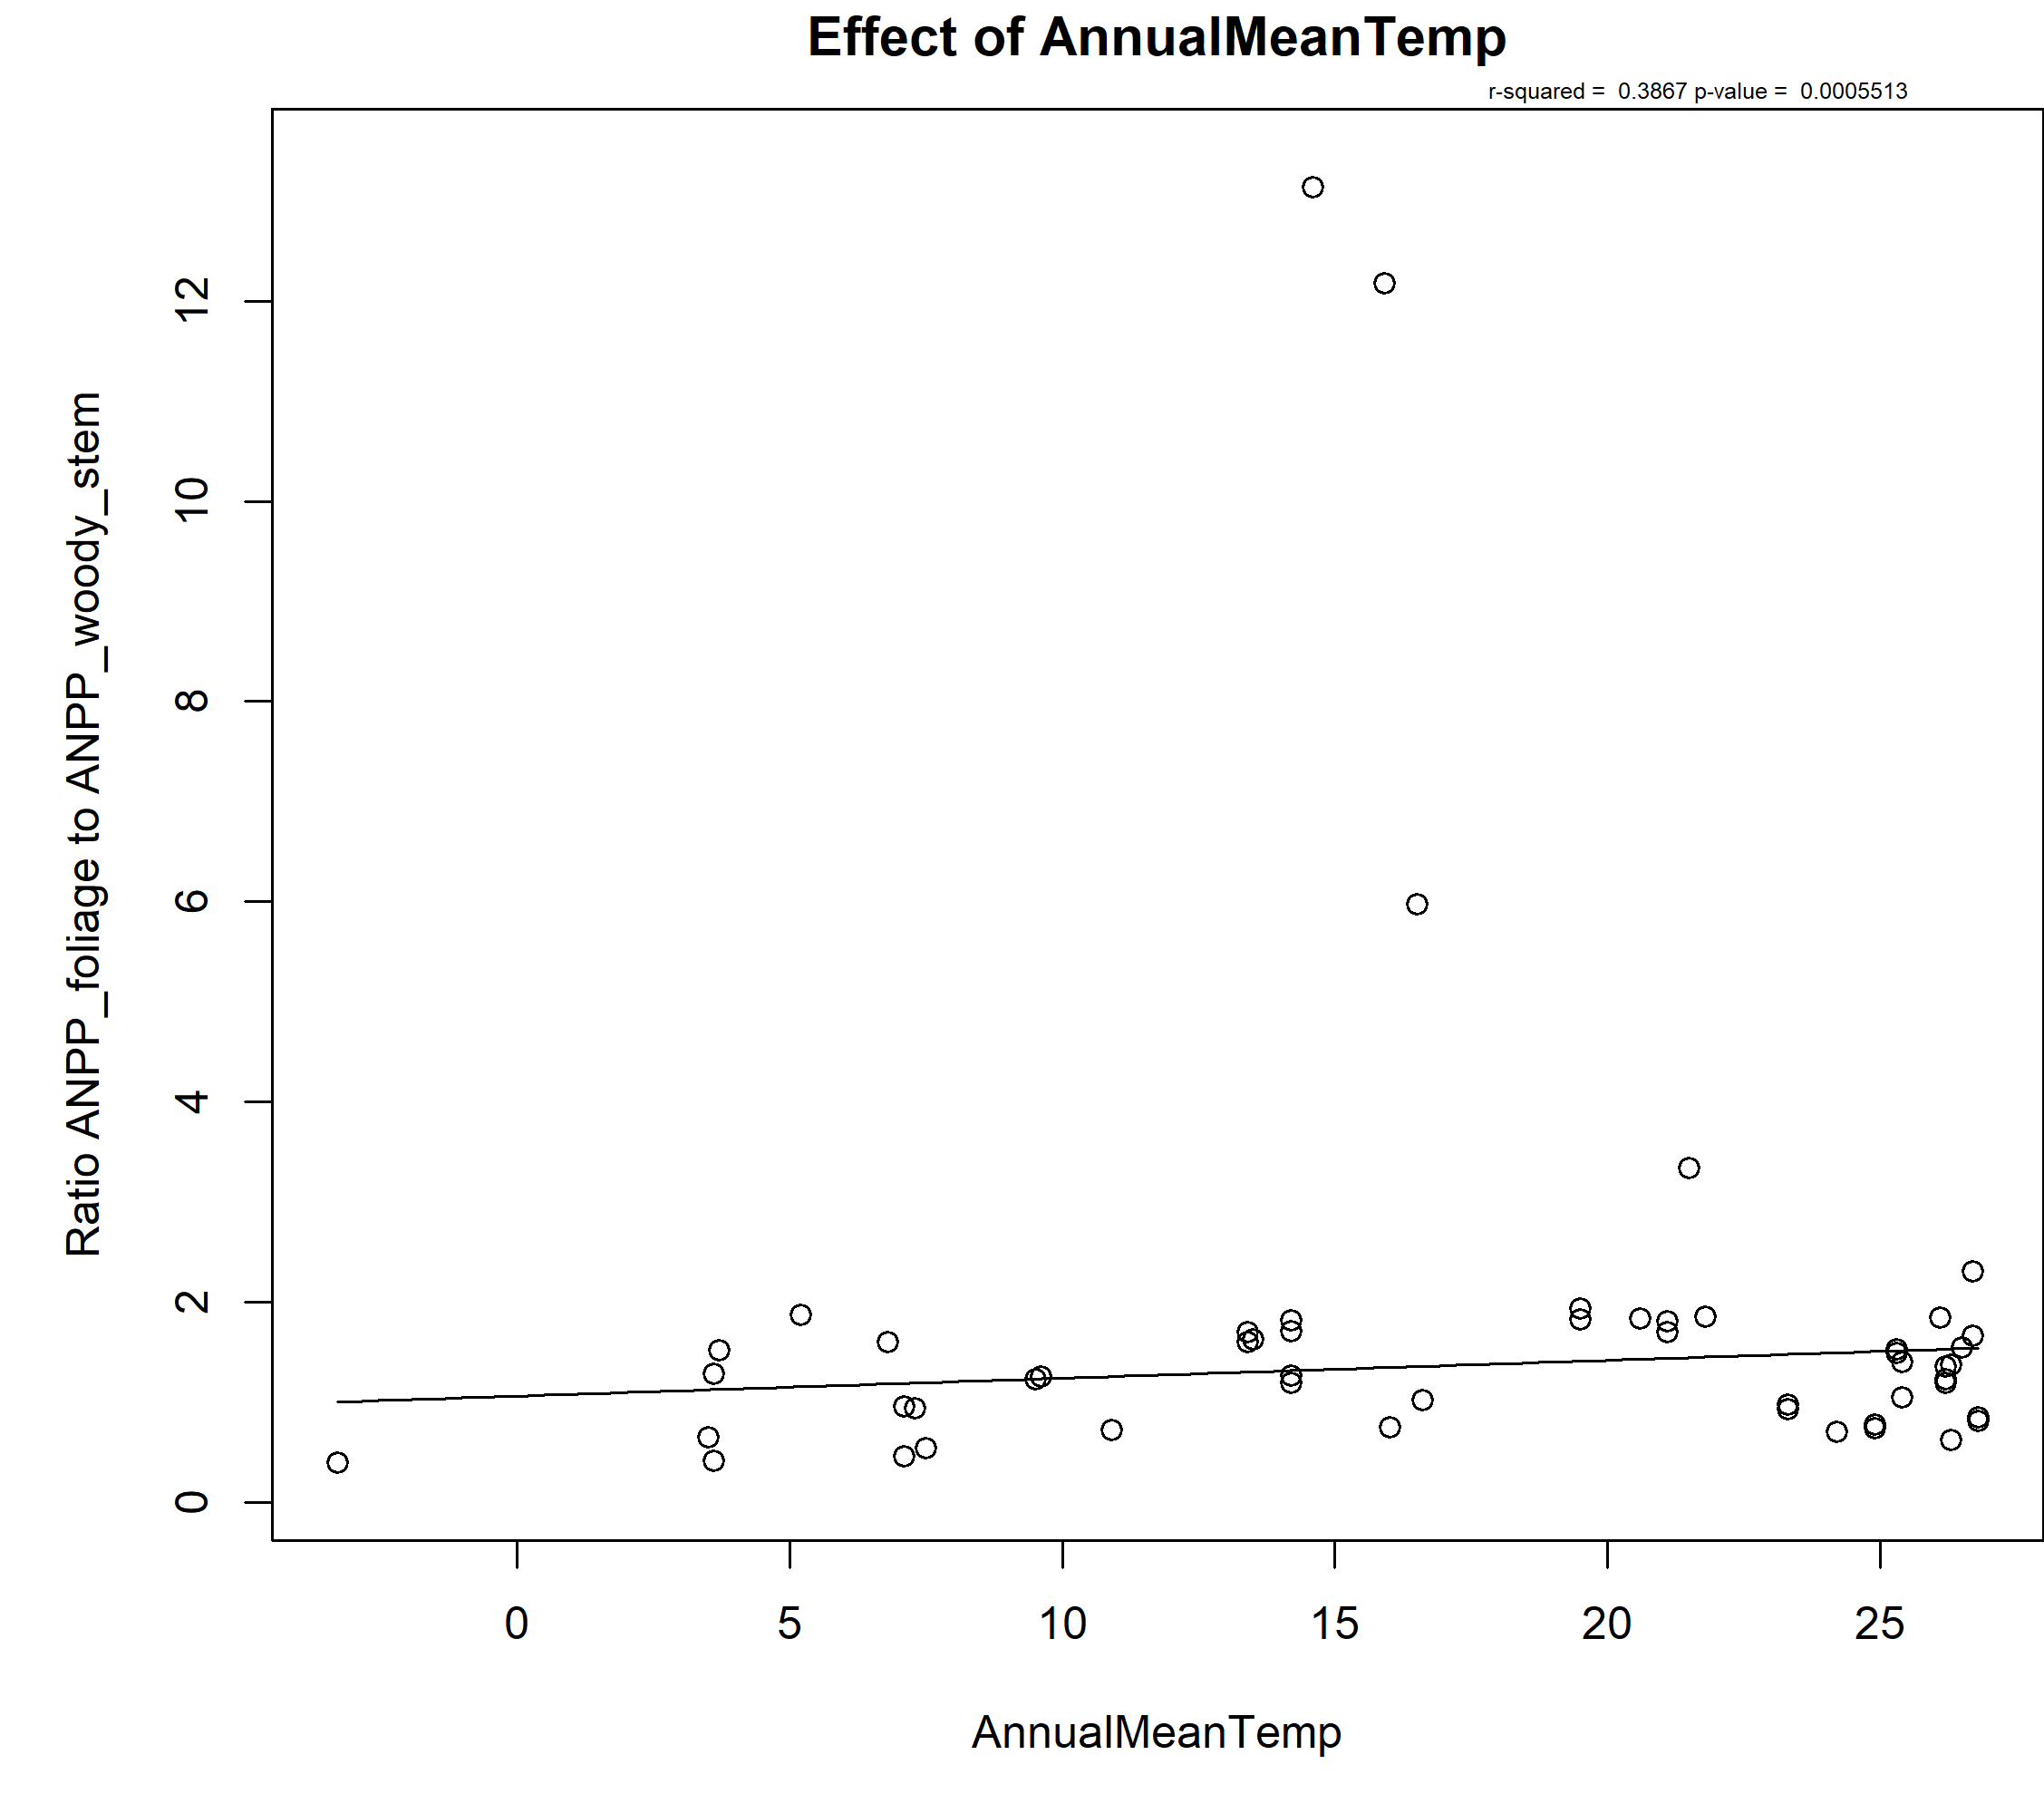 Effect of AnnualMeanTemp
r-squared =  0.3867 p-value =  0.0005513
Ratio ANPP_foliage to ANPP_woody_stem
12
10
8
6
4
2
0
0 5 10 15 20 25
AnnualMeanTemp